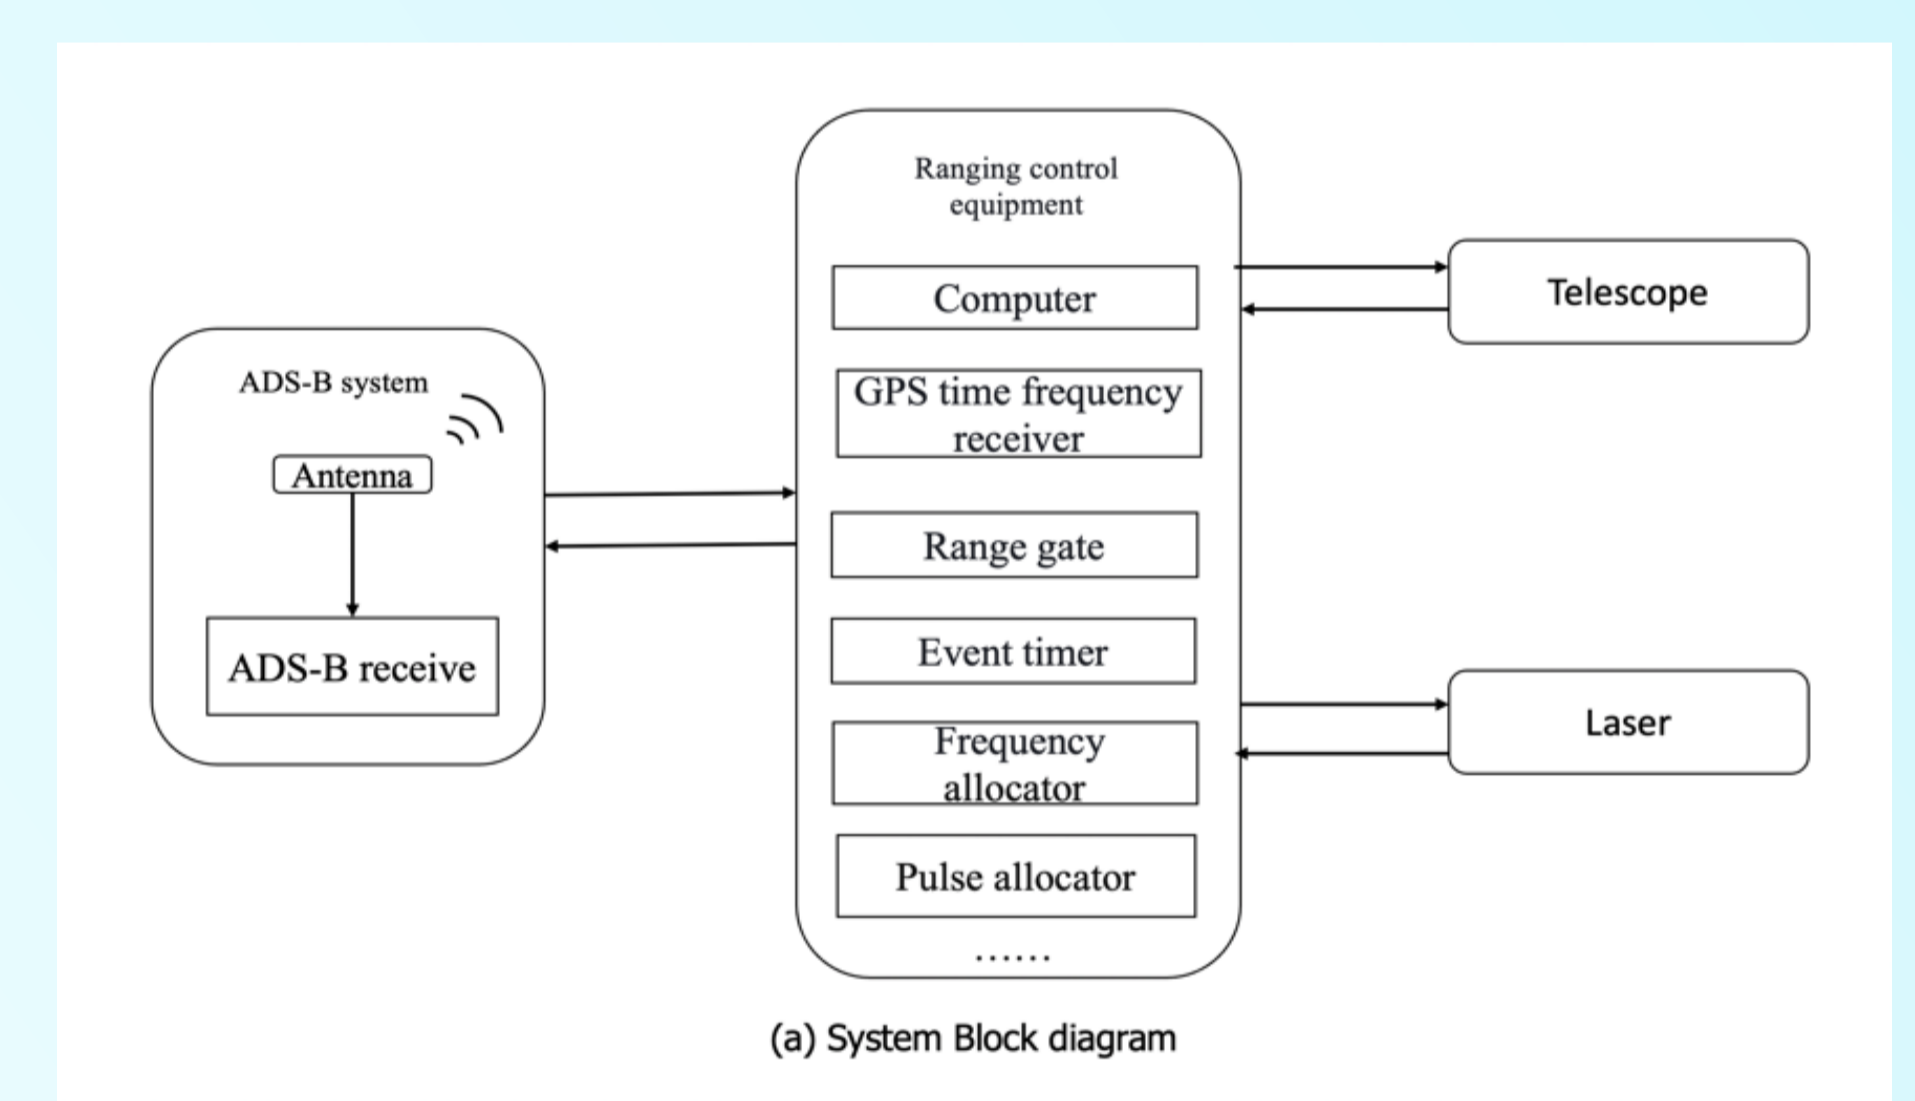 ADS-B system
Antenna
ADS-B receive
Ranging control
equipment
Computer
GPS time frequency
receiver
Range gate
Event timer
Frequency
allocator
Pulse allocator
......
Telescope
Laser
(a) System Block diagram